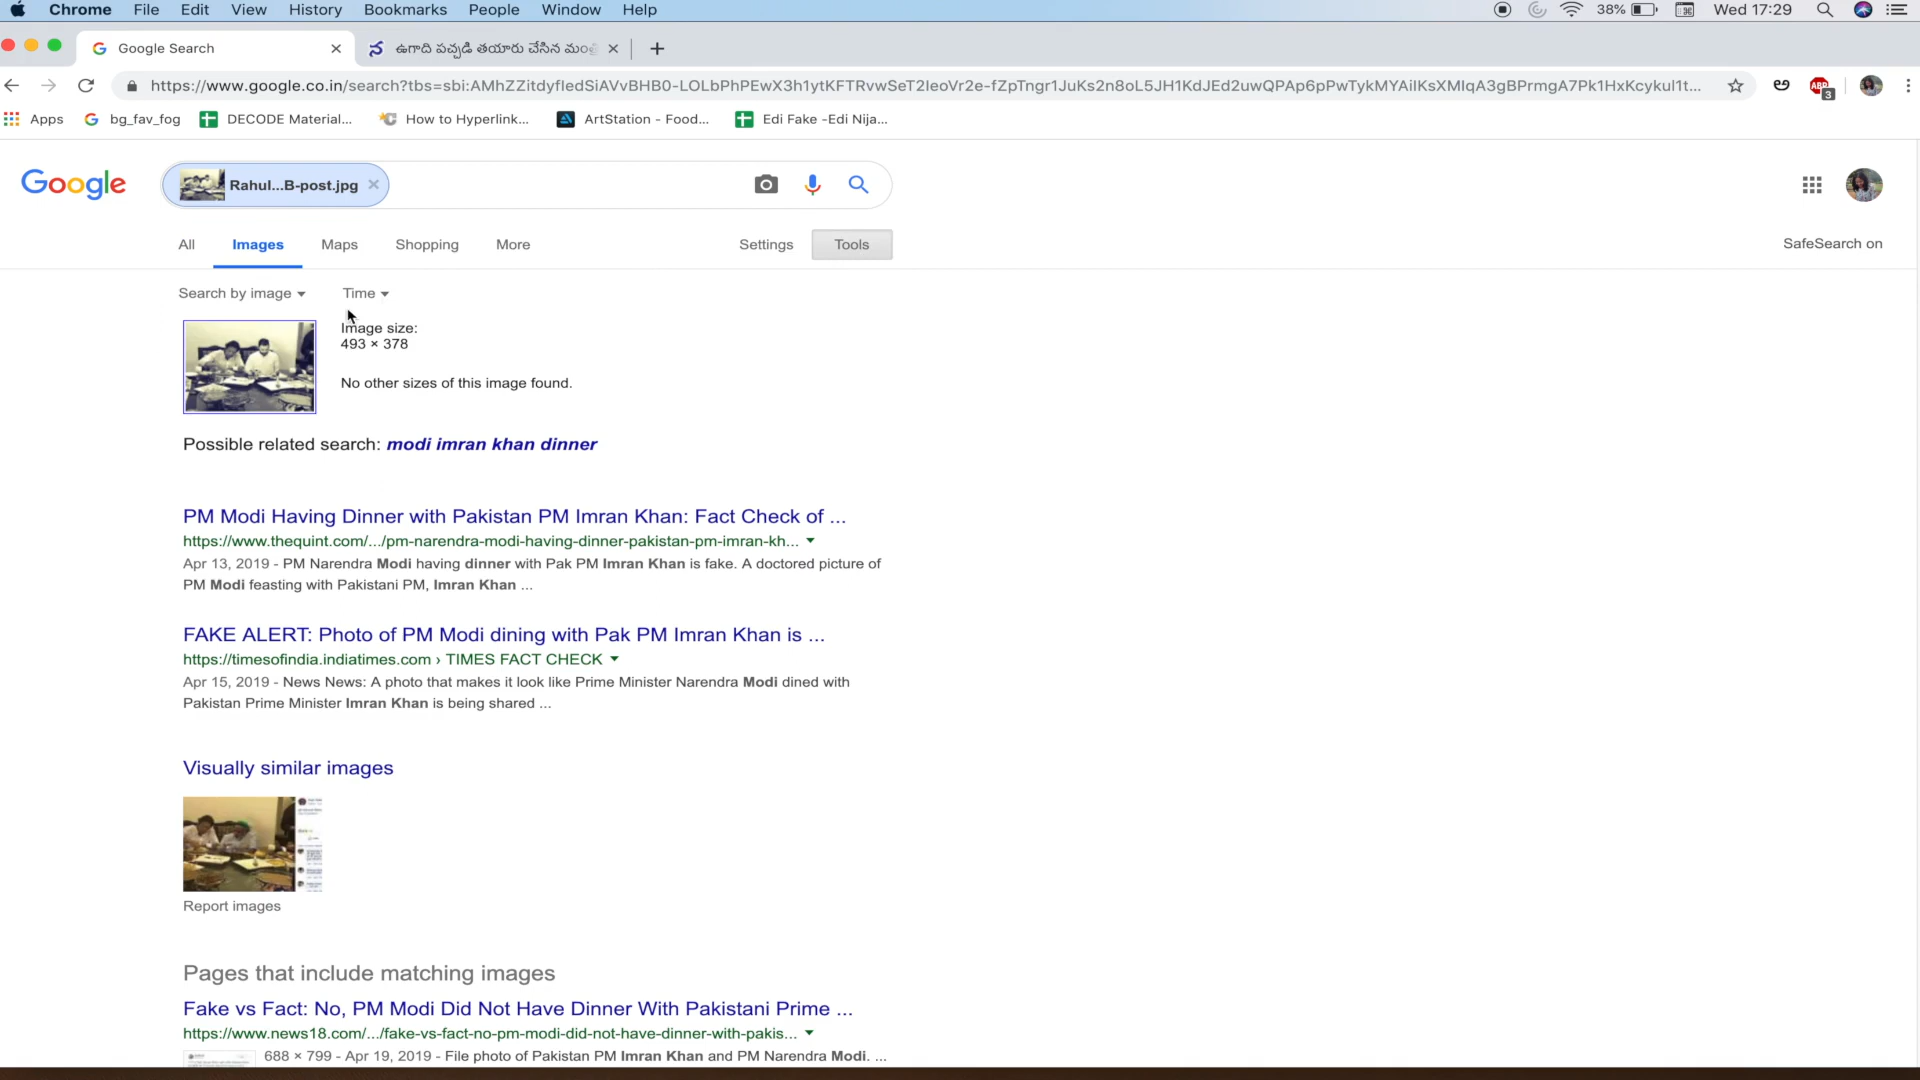 Chrome File Edit View History Bookmarks People Window Help 38% Wed 17:29
Google Search
ఉగాది పచ్చడి తయారు చేసిన
https://www.google.co.in/search?tbs=sbi:AMhZZitdyfIedSiAVvBHB0-LOLbPhPEwX3h1ytKFTRvwSeT2IeoVr2e-fZpTngr1JuKs2n8oL5JH1KdJEd2uwQPAp6pPwTykMYAilKsXMIqA3gBPrmgA7Pk1HxKcykul1t...
ABP 3
Apps bg_fav_fog DECODE Material... How to Hyperlink... ArtStation - Food... Edi Fake -Edi Nija...
Google Rahul...B-post.jpg
All Images Maps Shopping More Settings Tools SafeSearch on
Search by image Time
Image size:
493 × 378
No other sizes of this image found.
Possible related search: modi imran khan dinner
PM Modi Having Dinner with Pakistan PM Imran Khan: Fact Check of ...
https://www.thequint.com/.../pm-narendra-modi-having-dinner-pakistan-pm-imran-kh...
Apr 13, 2019 - PM Narendra Modi having dinner with Pak PM Imran Khan is fake. A doctored picture of
PM Modi feasting with Pakistani PM, Imran Khan ...
FAKE ALERT: Photo of PM Modi dining with Pak PM Imran Khan is ...
https://timesofindia.indiatimes.com › TIMES FACT CHECK
Apr 15, 2019 - News News: A photo that makes it look like Prime Minister Narendra Modi dined with
Pakistan Prime Minister Imran Khan is being shared ...
Visually similar images
Report images
Pages that include matching images
Fake vs Fact: No, PM Modi Did Not Have Dinner With Pakistani Prime ...
https://www.news18.com/.../fake-vs-fact-no-pm-modi-did-not-have-dinner-with-pakis...
688 × 799 - Apr 19, 2019 - File photo of Pakistan PM Imran Khan and PM Narendra Modi. ...